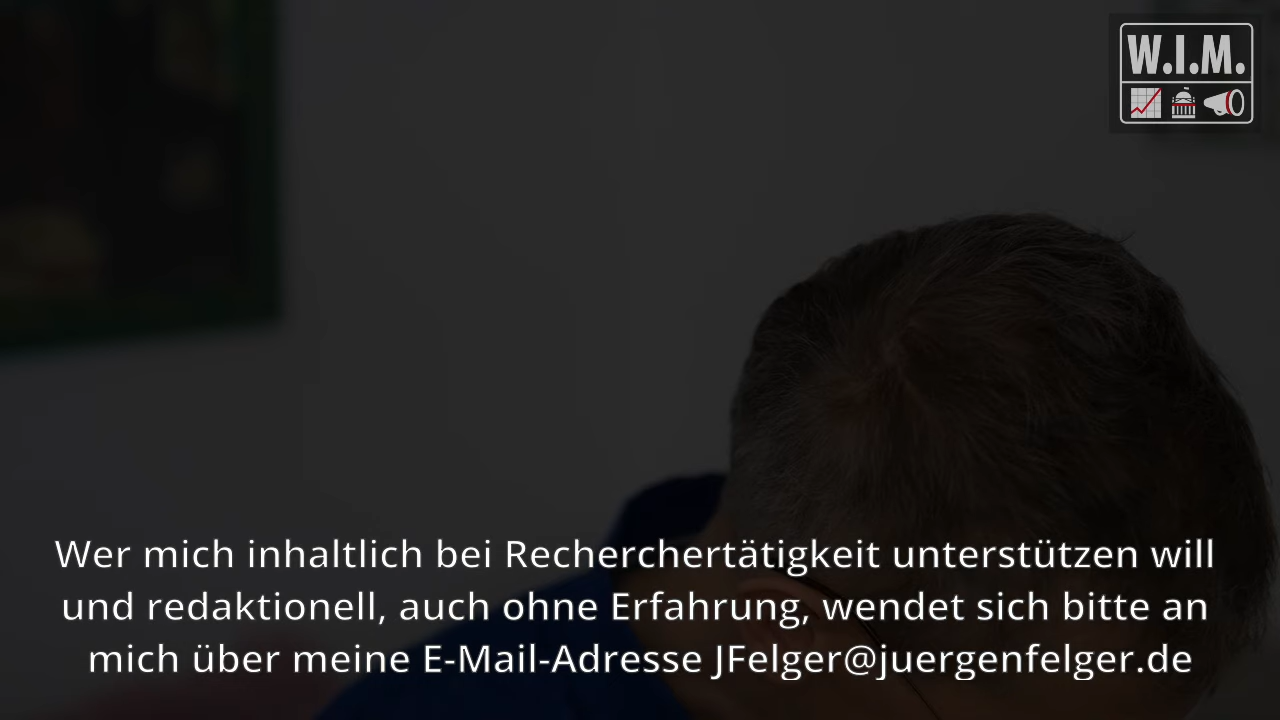 W.I.M.
Wer mich inhaltlich bei Recherchertätigkeit unterstützen will
und redaktionell, auch ohne Erfahrung, wendet sich bitte an
mich über meine E-Mail-Adresse JFelger@juergenfelger.de